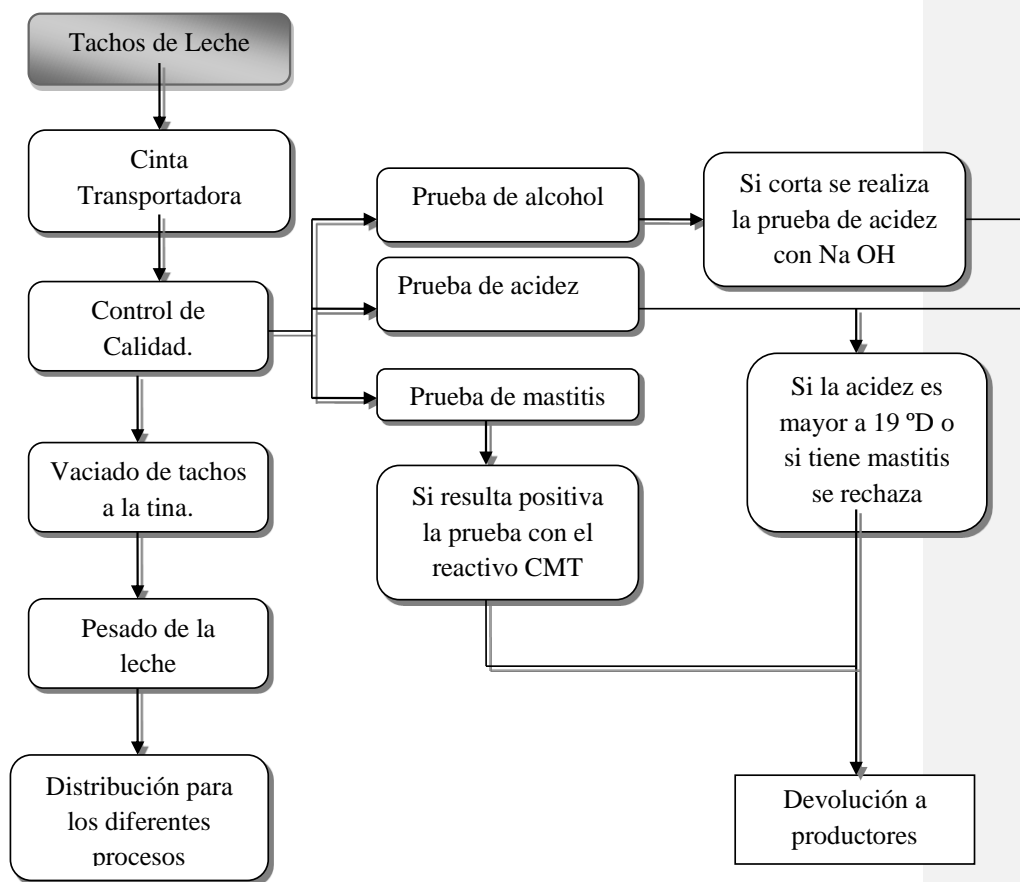 Tachos de Leche
Cinta
Transportadora
Control de
Calidad.
Vaciado de tachos
a la tina.
Pesado de la
leche
Distribución para
los diferentes
procesos
Prueba de alcohol
Prueba de acidez
Prueba de mastitis
Si resulta positiva
la prueba con el
reactivo CMT
Si corta se realiza
la prueba de acidez
con Na OH
Si la acidez es
mayor a 19 ºD o
si tiene mastitis
se rechaza
Devolución a
productores